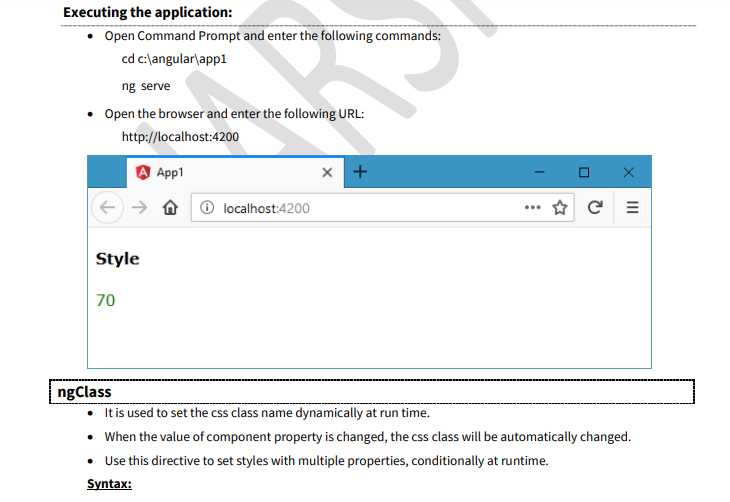 Executing the application:
• Open Command Prompt and enter the following commands:
cd c:\angular\app1
ng serve
• Open the browser and enter the following URL:
http://localhost:4200
App1
localhost:4200
Style
70
ngClass
• It is used to set the css class name dynamically at run time.
• When the value of component property is changed, the css class will be automatically changed.
• Use this directive to set styles with multiple properties, conditionally at runtime.
Syntax: